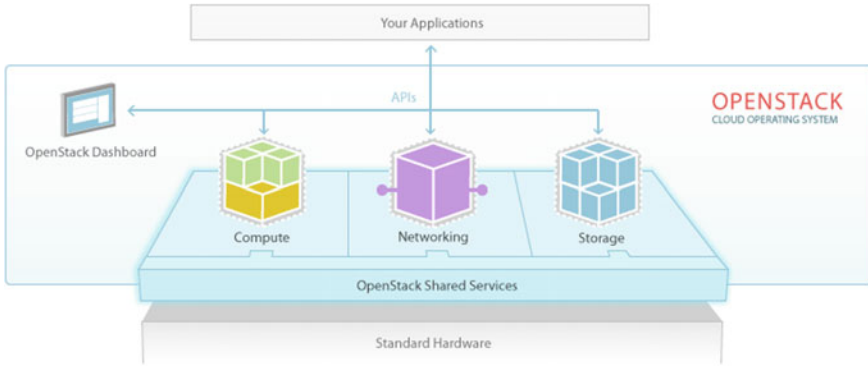 Your Applications
APIs
OPENSTACK
CLOUD OPERATING SYSTEM
OpenStack Dashboard
Compute
Networking
Storage
OpenStack Shared Services
Standard Hardware